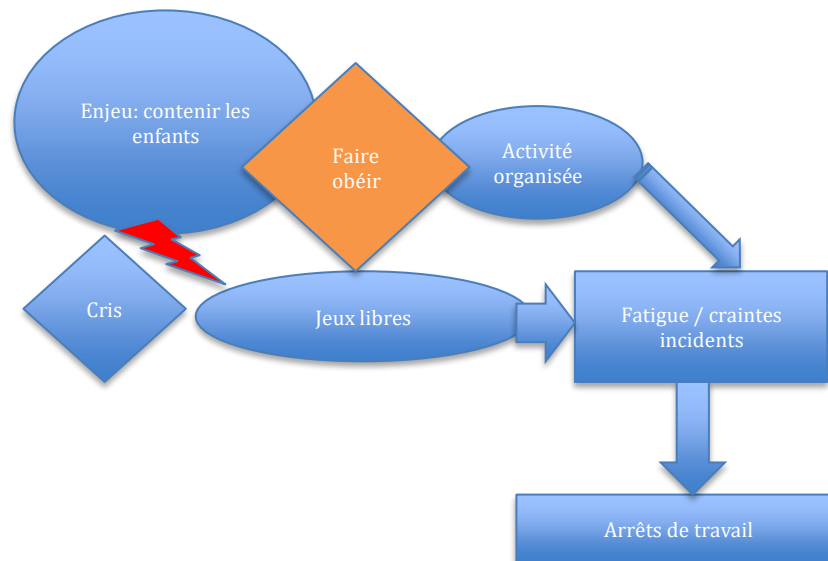 Enjeu: contenir les
enfants
Faire
obéir
Activité
organisée
Cris
Jeux libres
Fatigue / craintes
incidents
Arrêts de travail